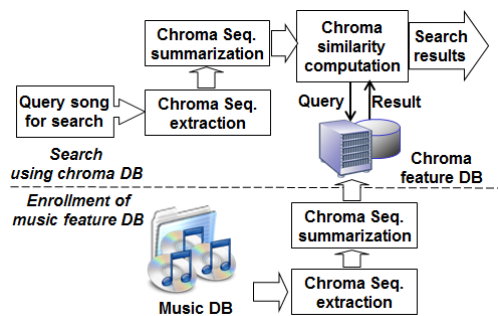 Chroma Seq.
summarization
Chroma
similarity
computation
Search
results
Query song
for search
Chroma Seq.
extraction
Query
Result
Search
using chroma DB
Chroma
feature DB
Enrollment of
music feature DB
Chroma Seq.
summarization
Music DB
Chroma Seq.
extraction